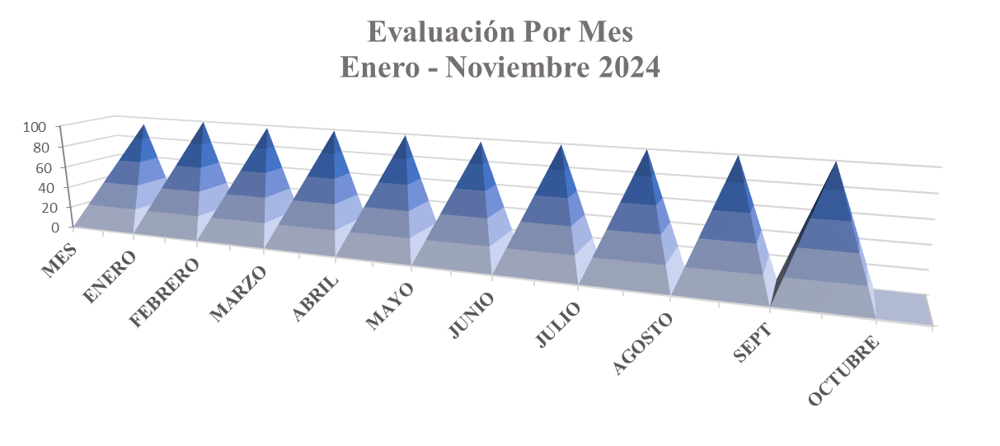 Evaluación Por Mes
Enero - Noviembre 2024
100
80
60
40
20
0
MES
ENERO
FEBRERO
MARZO
ABRIL
MAYO
JUNIO
JULIO
AGOSTO
SEPT
OCTUBRE